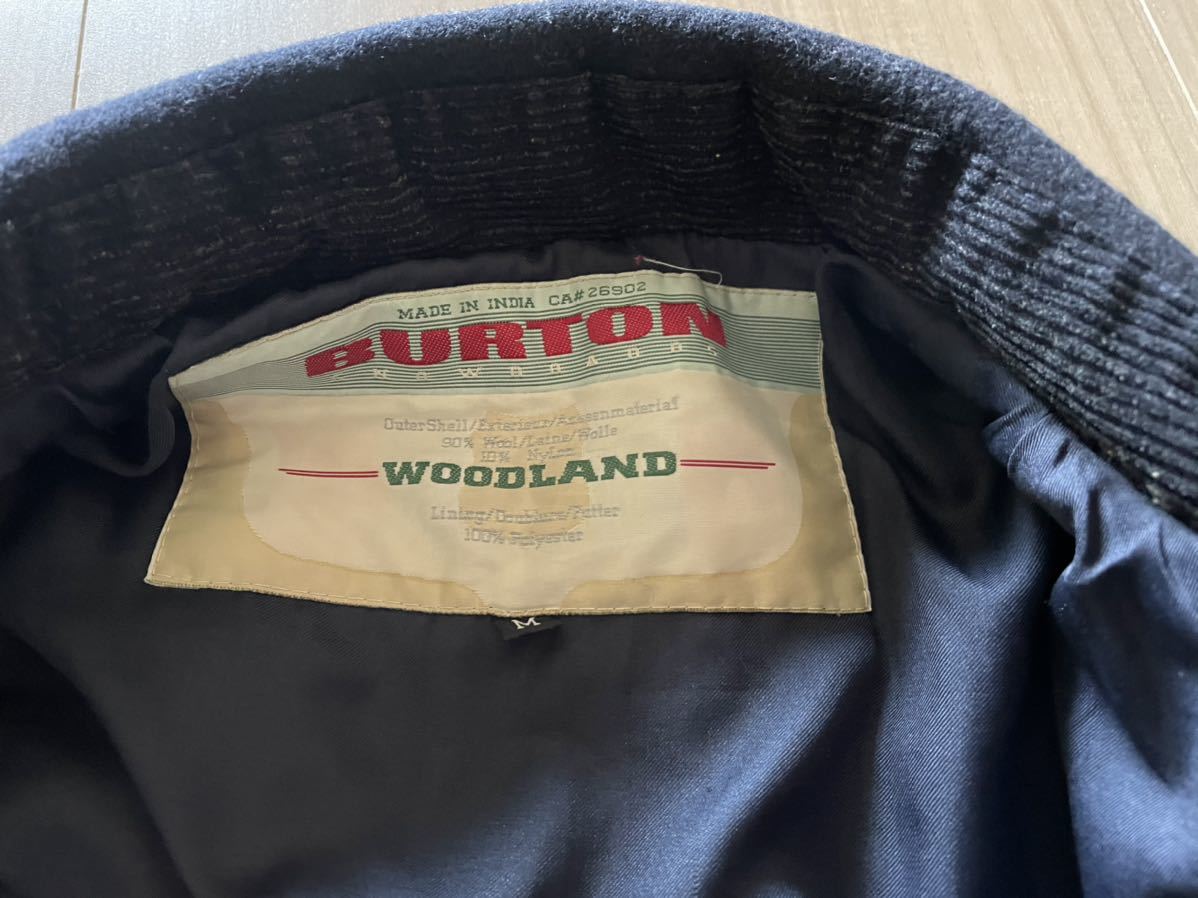 MADE IN INDIA CA# 26902
BURTON
Outer Shell/Exterieur/Aussenmaterial
90% Wool/Laine/Wolle
10% Nylon
WOODLAND
Lining/Doublure/Futter
100% Polyester
M